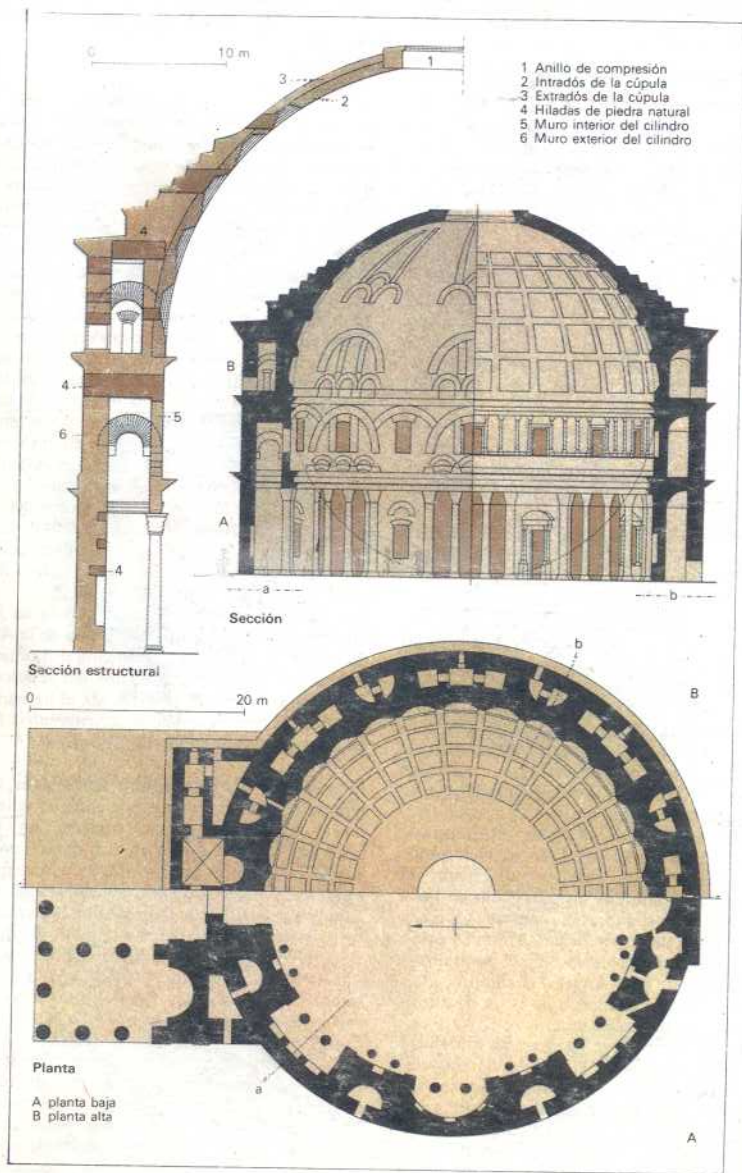 0 10 m
1 Anillo de compresión
2 Intradós de la cúpula
3 Extradós de la cúpula
4 Hiladas de piedra natural
5 Muro interior del cilindro
6 Muro exterior del cilindro
1
3
2
4
4
5
6
4
B
A
a
b
Sección
Sección estructural
0 20 m
b
B
a
Planta
A planta baja
B planta alta
A